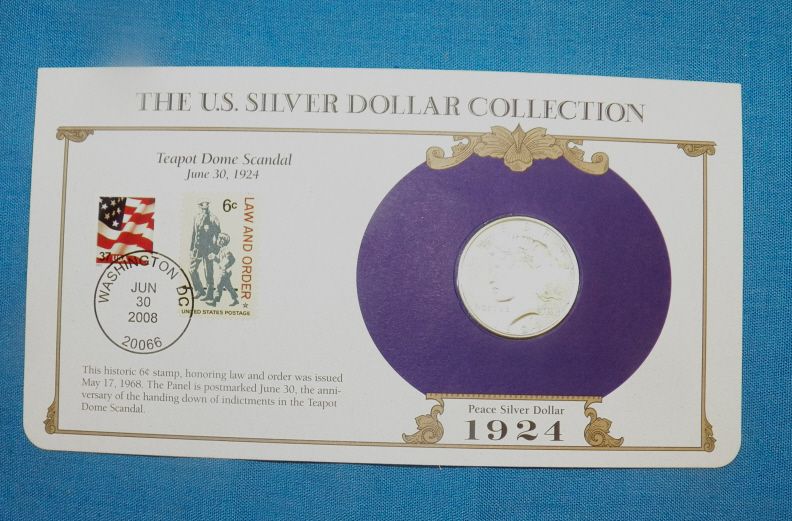 THE U.S. SILVER DOLLAR COLLECTION
Teapot Dome Scandal
June 30, 1924
37 USA
6¢
LAW AND ORDER
UNITED STATES POSTAGE
WASHINGTON DC
JUN
30
2008
20066
This historic 6¢ stamp, honoring law and order was issued
May 17, 1968. The Panel is postmarked June 30, the anni-
versary of the handing down of indictments in the Teapot
Dome Scandal.
Peace Silver Dollar
1924